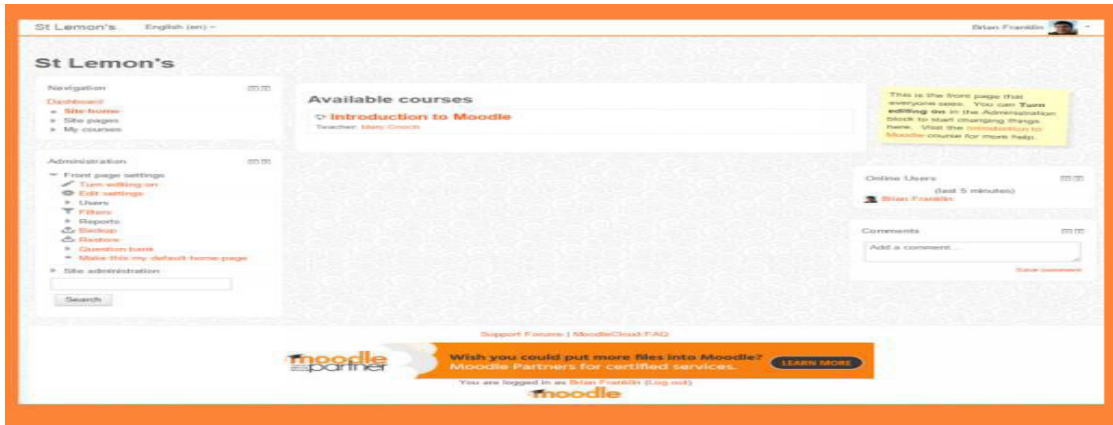 St Lemon's English (en)
Brian Franklin
St Lemon's
Navigation
Dashboard
Site home
Site pages
My courses
Administration
Front page settings
Turn editing on
Edit settings
Users
Filters
Reports
Backup
Restore
Question bank
Make this my default home page
Site administration
Search
Available courses
Introduction to Moodle
Teacher:
This is the front page that
everyone sees. You can Turn
editing on in the Administration
block to start changing things
here. Visit the Introduction to
Moodle course for more help.
Online Users
(last 5 minutes)
Brian Franklin
Comments
Add a comment...
Save comment
Support Forums | MoodleCloud FAQ
moodle
partner
Wish you could put more files into Moodle?
Moodle Partners for certified services.
LEARN MORE
You are logged in as Brian Franklin (Log out)
moodle